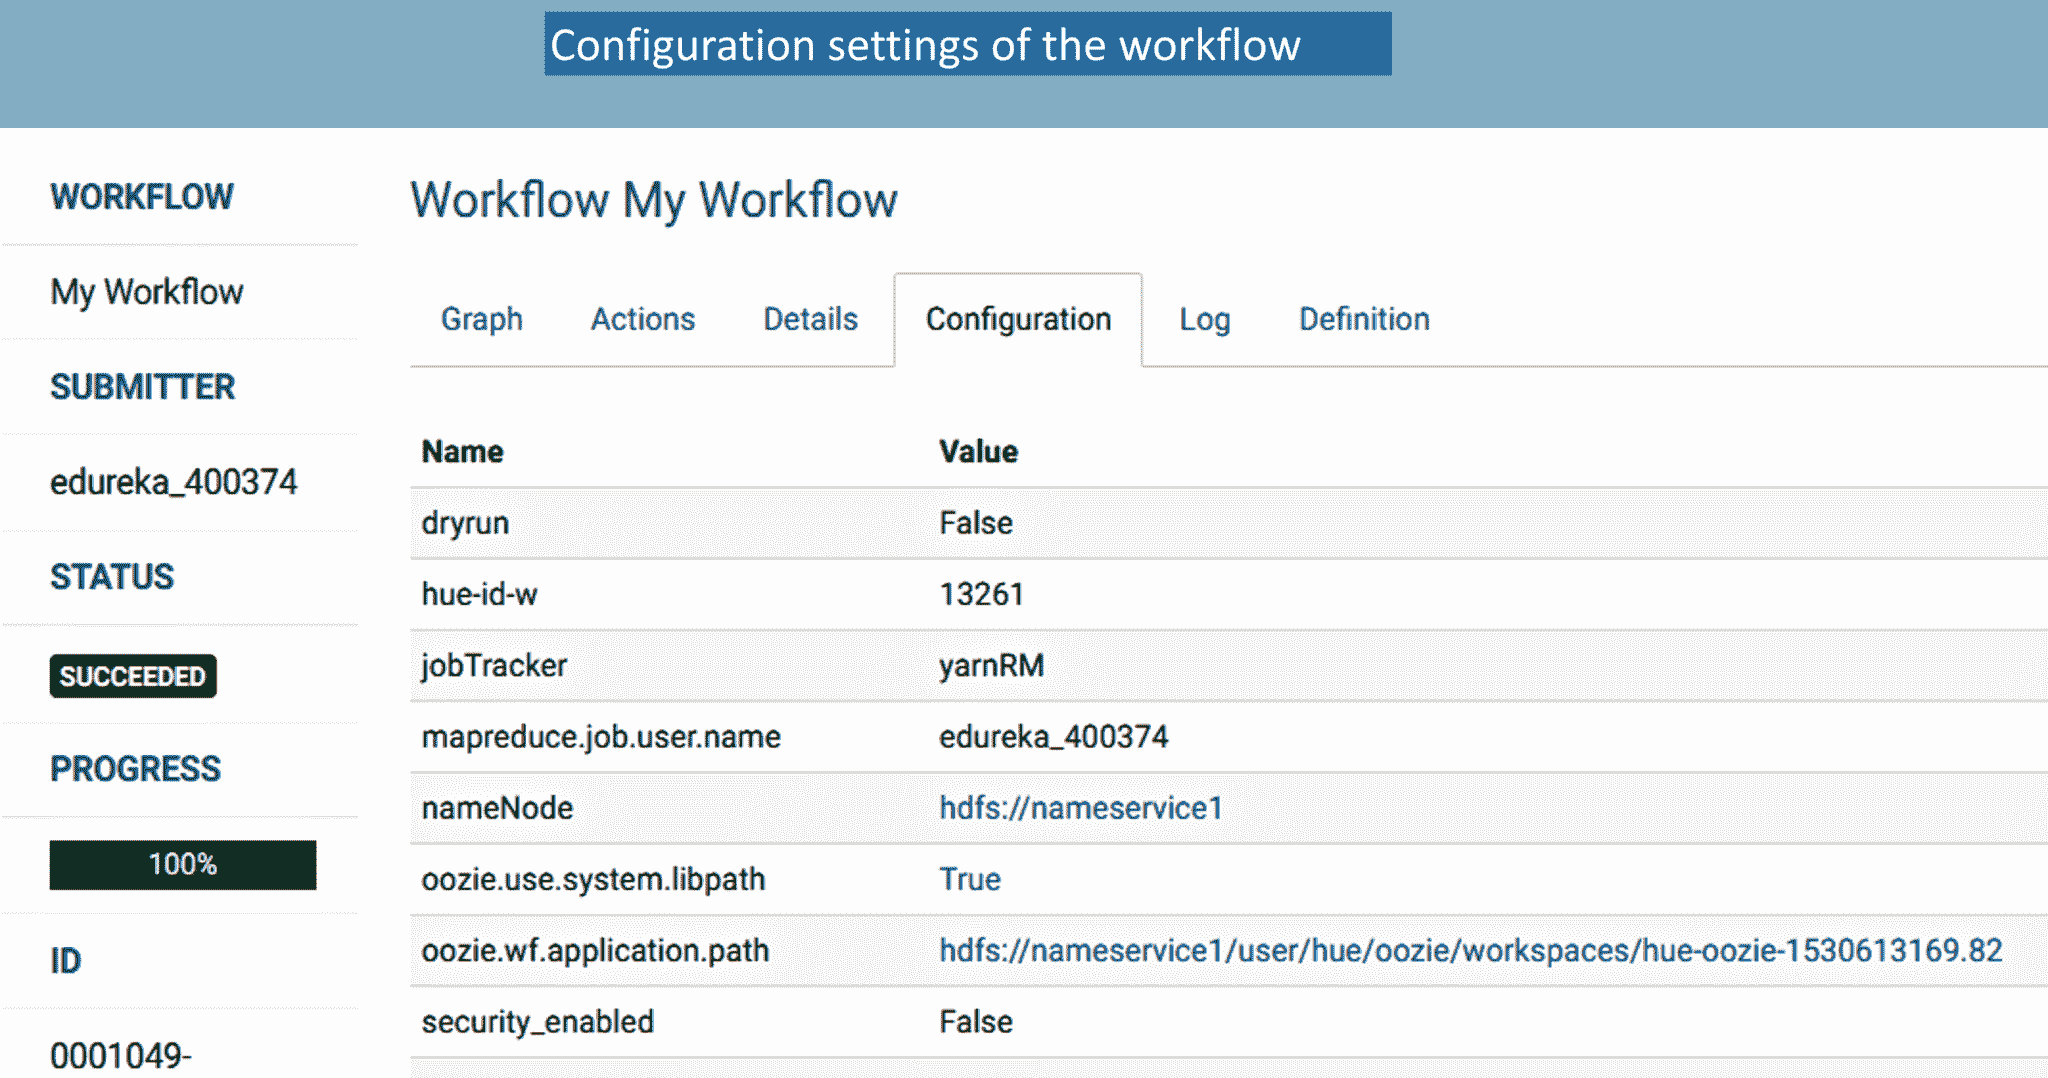 Configuration settings of the workflow
WORKFLOW
My Workflow
SUBMITTER
edureka_400374
STATUS
SUCCEEDED
PROGRESS
100%
ID
0001049-
Workflow My Workflow
Graph Actions Details Configuration Log Definition
Name Value
dryrun False
hue-id-w 13261
jobTracker yarnRM
mapreduce.job.user.name edureka_400374
nameNode hdfs://nameservice1
oozie.use.system.libpath True
oozie.wf.application.path hdfs://nameservice1/user/hue/oozie/workspaces/hue-oozie-1530613169.82
security_enabled False